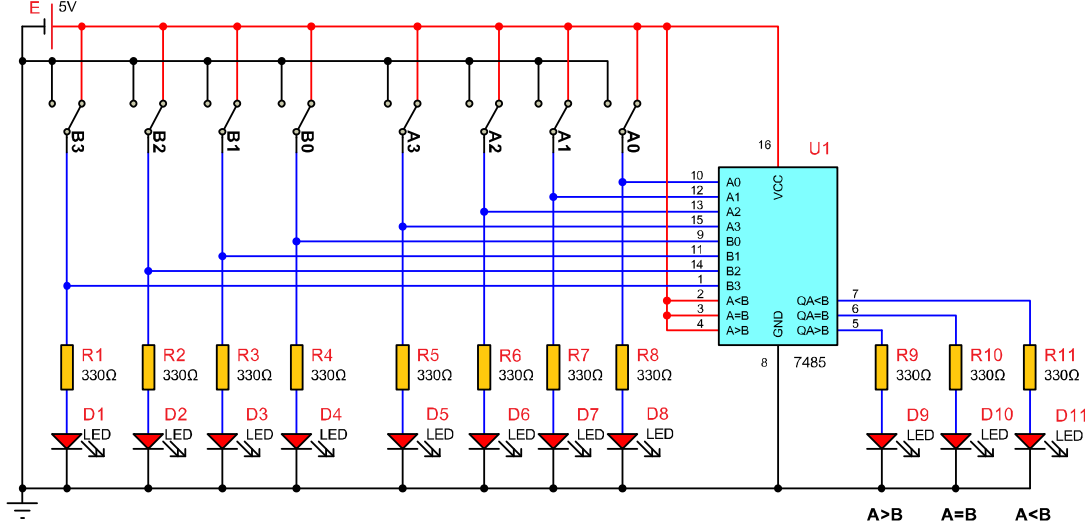 E 5V
B3 B2 B1 B0 A3 A2 A1 A0
16 U1
VCC
10 A0
12 A1
13 A2
15 A3
9 B0
11 B1
14 B2
1 B3
2 A<B QA<B 7
3 A=B QA=B 6
4 A>B QA>B 5
GND
8 7485
R1 R2 R3 R4 R5 R6 R7 R8 R9 R10 R11
330Ω 330Ω 330Ω 330Ω 330Ω 330Ω 330Ω 330Ω 330Ω 330Ω 330Ω
D1 D2 D3 D4 D5 D6 D7 D8 D9 D10 D11
LED LED LED LED LED LED LED LED LED LED LED
A>B A=B A<B